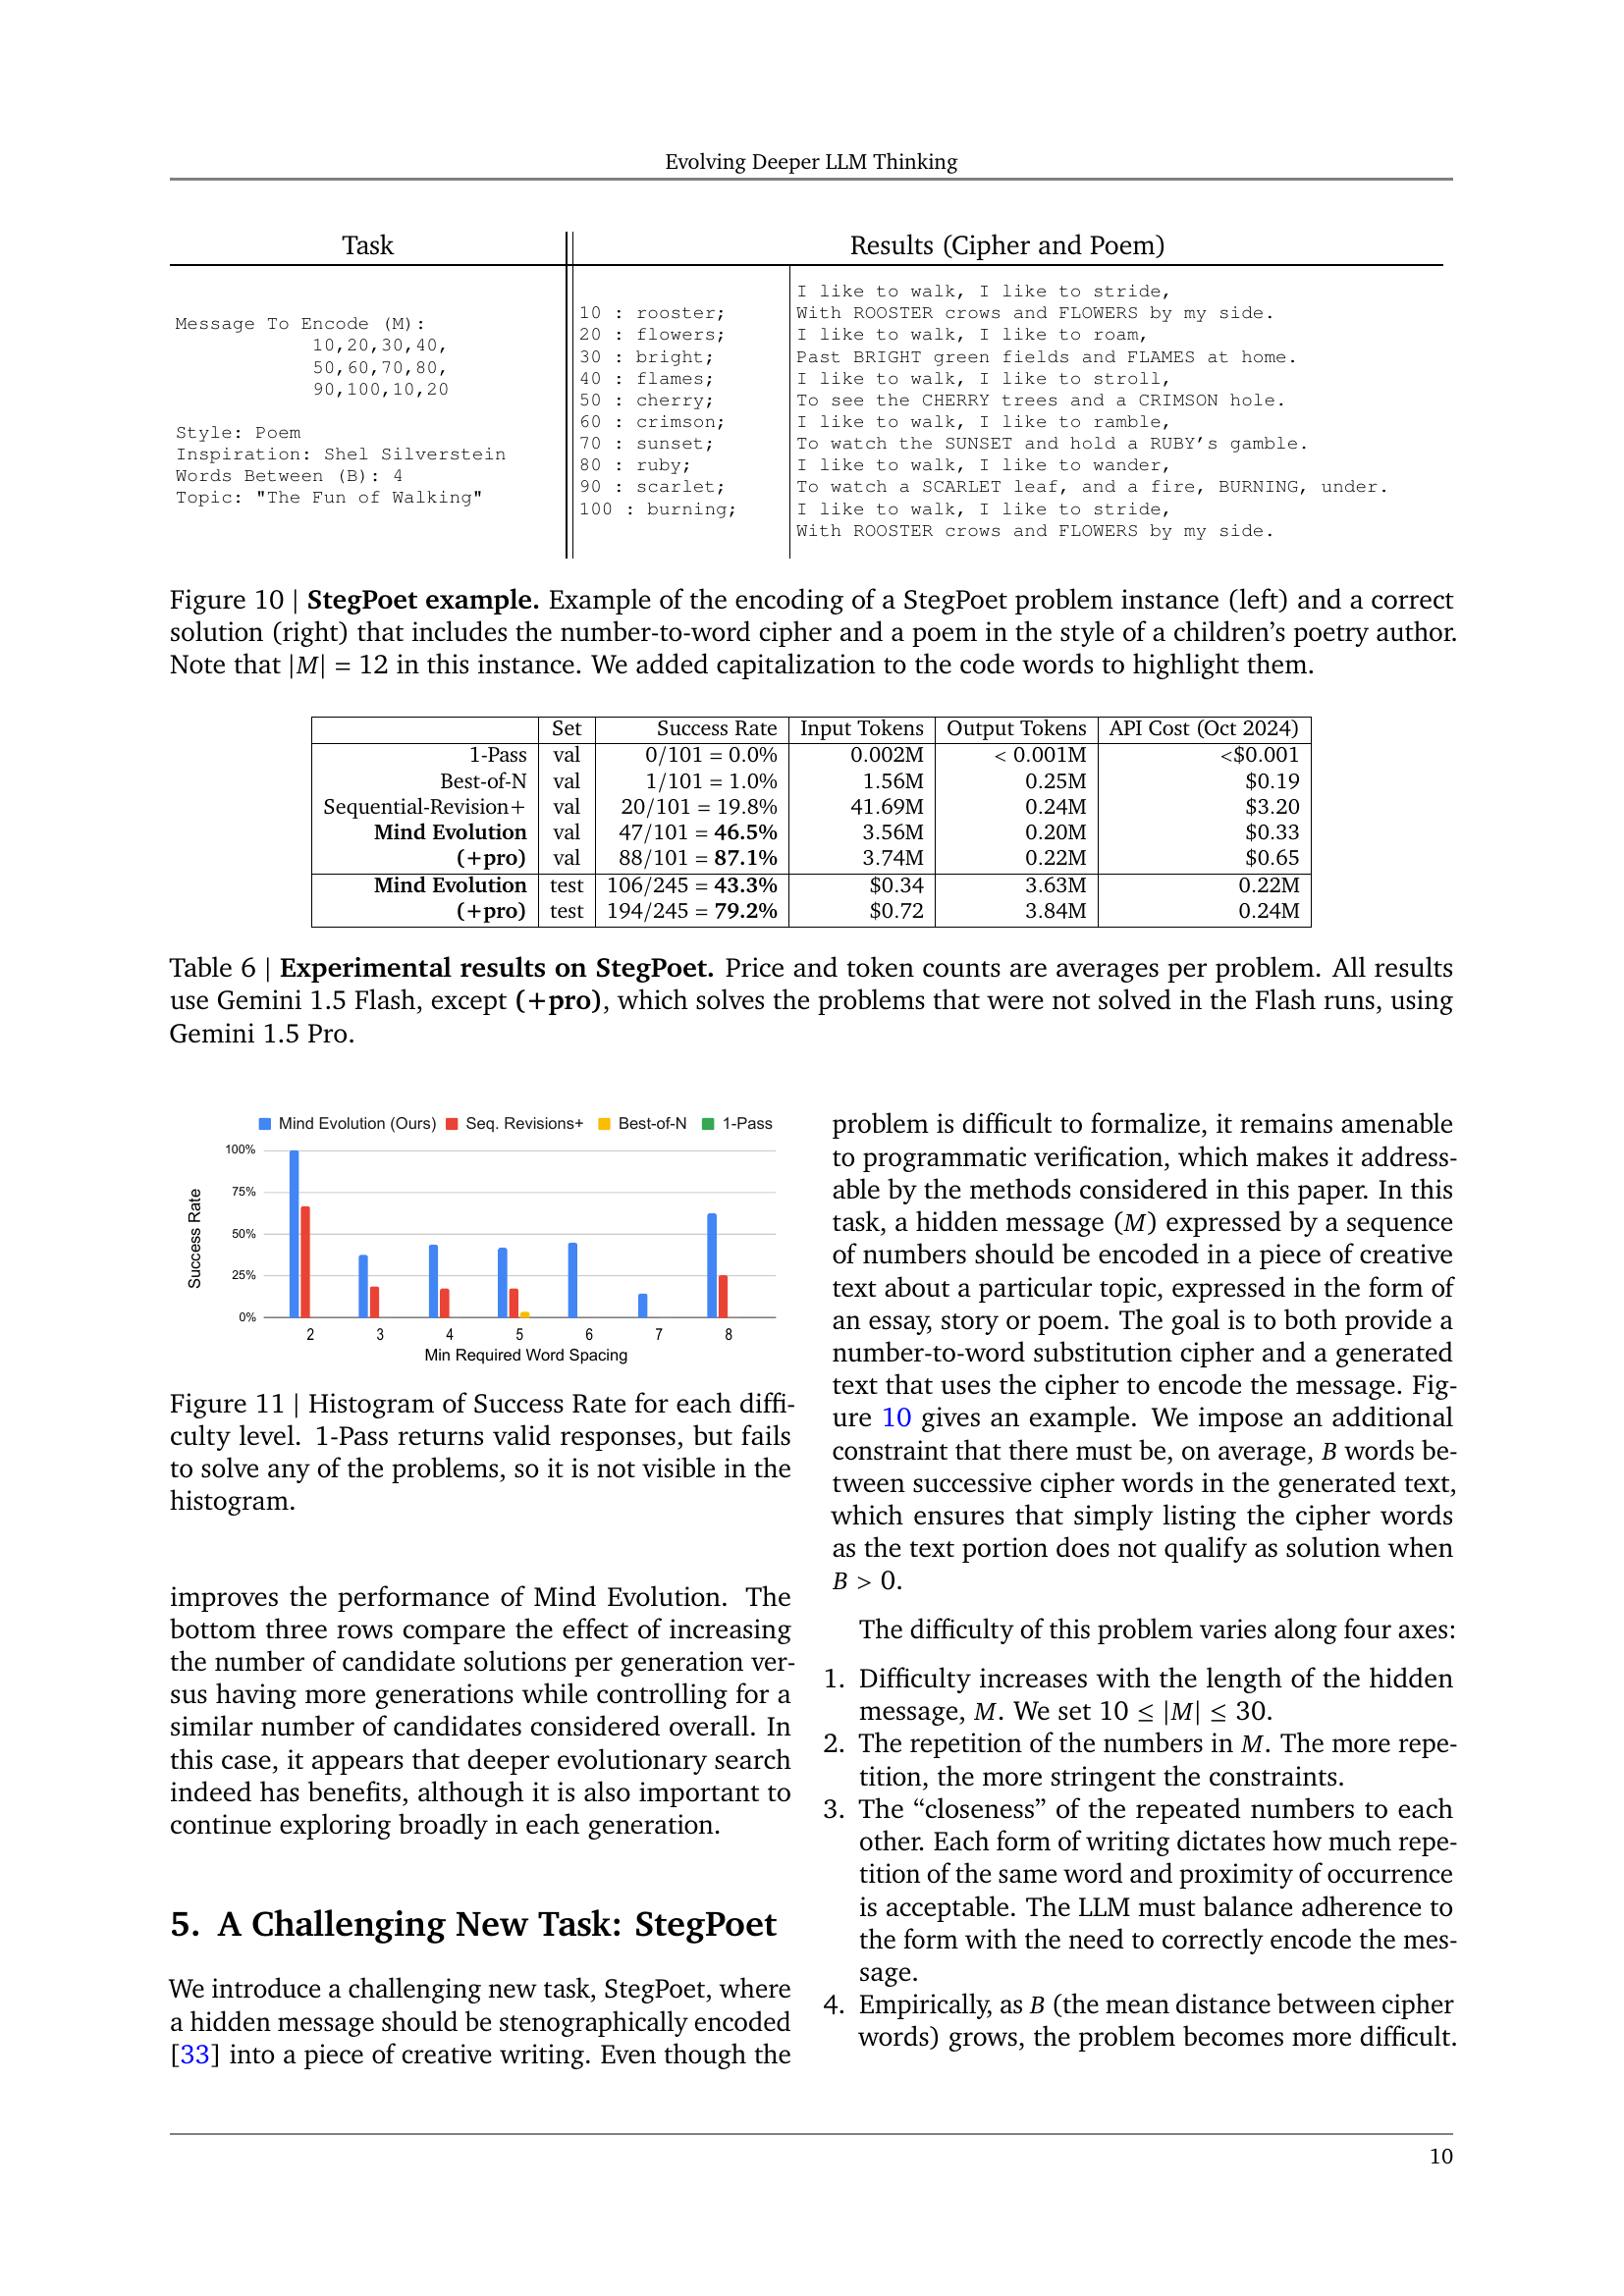 Evolving Deeper LLM Thinking
Task
Results (Cipher and Poem)
Message To Encode (M):
10,20,30,40,
50,60,70,80,
90,100,10,20
Style: Poem
Inspiration: Shel Silverstein
Words Between (B): 4
Topic: "The Fun of Walking"
10 : rooster;
20 : flowers;
30 : bright;
40 : flames;
50 : cherry;
60 : crimson;
70 : sunset;
80 : ruby;
90 : scarlet;
100 : burning;
I like to walk, I like to stride,
With ROOSTER crows and FLOWERS by my side.
I like to walk, I like to roam,
Past BRIGHT green fields and FLAMES at home.
I like to walk, I like to stroll,
To see the CHERRY trees and a CRIMSON hole.
I like to walk, I like to ramble,
To watch the SUNSET and hold a RUBY’s gamble.
I like to walk, I like to wander,
To watch a SCARLET leaf, and a fire, BURNING, under.
I like to walk, I like to stride,
With ROOSTER crows and FLOWERS by my side.
Figure 10 | StegPoet example. Example of the encoding of a StegPoet problem instance (left) and a correct
solution (right) that includes the number-to-word cipher and a poem in the style of a children’s poetry author.
Note that |M| = 12 in this instance. We added capitalization to the code words to highlight them.
Set Success Rate Input Tokens Output Tokens API Cost (Oct 2024)
1-Pass val 0/101 = 0.0% 0.002M < 0.001M <$0.001
Best-of-N val 1/101 = 1.0% 1.56M 0.25M $0.19
Sequential-Revision+ val 20/101 = 19.8% 41.69M 0.24M $3.20
Mind Evolution val 47/101 = 46.5% 3.56M 0.20M $0.33
(+pro) val 88/101 = 87.1% 3.74M 0.22M $0.65
Mind Evolution test 106/245 = 43.3% $0.34 3.63M 0.22M
(+pro) test 194/245 = 79.2% $0.72 3.84M 0.24M
Table 6 | Experimental results on StegPoet. Price and token counts are averages per problem. All results
use Gemini 1.5 Flash, except (+pro), which solves the problems that were not solved in the Flash runs, using
Gemini 1.5 Pro.
Mind Evolution (Ours) Seq. Revisions+ Best-of-N 1-Pass
100%
75%
50%
25%
0%
Success Rate
2 3 4 5 6 7 8
Min Required Word Spacing
Figure 11 | Histogram of Success Rate for each diffi-
culty level. 1-Pass returns valid responses, but fails
to solve any of the problems, so it is not visible in the
histogram.
improves the performance of Mind Evolution. The
bottom three rows compare the effect of increasing
the number of candidate solutions per generation ver-
sus having more generations while controlling for a
similar number of candidates considered overall. In
this case, it appears that deeper evolutionary search
indeed has benefits, although it is also important to
continue exploring broadly in each generation.
5. A Challenging New Task: StegPoet
We introduce a challenging new task, StegPoet, where
a hidden message should be stenographically encoded
[33] into a piece of creative writing. Even though the
problem is difficult to formalize, it remains amenable
to programmatic verification, which makes it address-
able by the methods considered in this paper. In this
task, a hidden message (M) expressed by a sequence
of numbers should be encoded in a piece of creative
text about a particular topic, expressed in the form of
an essay, story or poem. The goal is to both provide a
number-to-word substitution cipher and a generated
text that uses the cipher to encode the message. Fig-
ure 10 gives an example. We impose an additional
constraint that there must be, on average, B words be-
tween successive cipher words in the generated text,
which ensures that simply listing the cipher words
as the text portion does not qualify as solution when
B > 0.
The difficulty of this problem varies along four axes:
1. Difficulty increases with the length of the hidden
message, M. We set 10 ≤ |M| ≤ 30.
2. The repetition of the numbers in M. The more repe-
tition, the more stringent the constraints.
3. The “closeness” of the repeated numbers to each
other. Each form of writing dictates how much repe-
tition of the same word and proximity of occurrence
is acceptable. The LLM must balance adherence to
the form with the need to correctly encode the mes-
sage.
4. Empirically, as B (the mean distance between cipher
words) grows, the problem becomes more difficult.
10